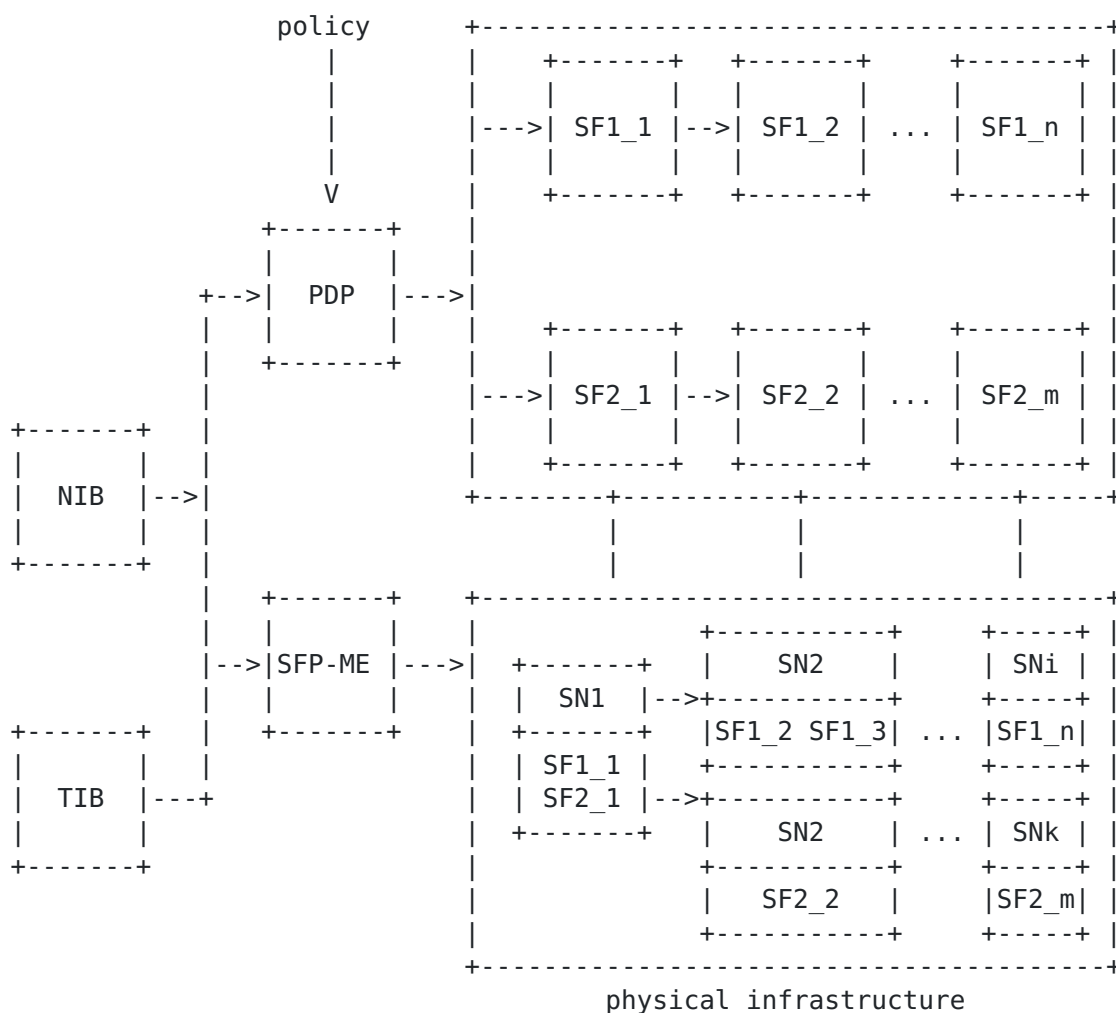 policy
SF1_1 SF1_2 ... SF1_n
PDP
SF2_1 SF2_2 ... SF2_m
NIB
SFP-ME SN2 SNi
SN1
SF1_2 SF1_3 ... SF1_n
SF1_1
TIB SF2_1
SN2 ... SNk
SF2_2 SF2_m
physical infrastructure